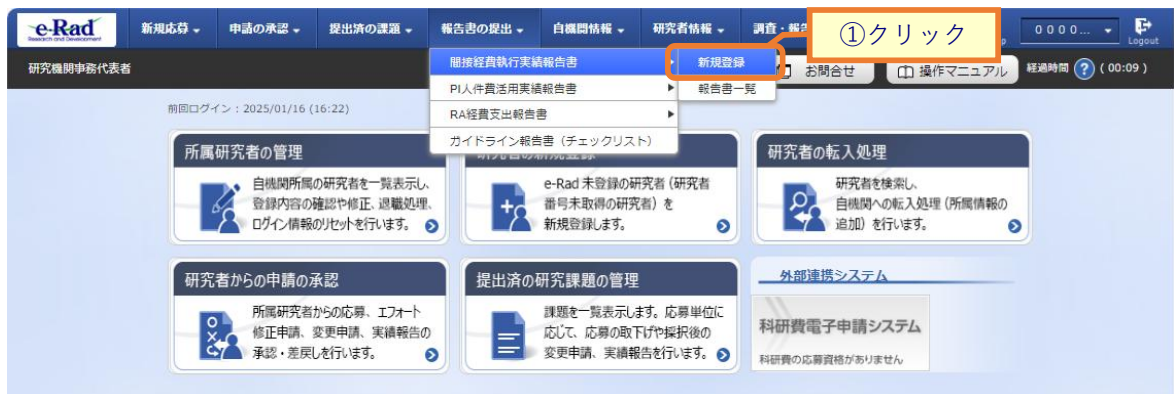 e-Rad
Research and Development
新規応募
申請の承認
提出済の課題
報告書の提出
自機関情報
研究者情報
調査・報告
①クリック
0000...
Logout
研究機関事務代表者
間接経費執行実績報告書
新規登録
お問合せ
操作マニュアル
経過時間 ? (00:09)
PI人件費活用実績報告書
報告書一覧
RA経費支出報告書
ガイドライン報告書(チェックリスト)
前回ログイン:2025/01/16 (16:22)
所属研究者の管理
自機関所属の研究者を一覧表示し、
登録内容の確認や修正、退職処理、
ログイン情報のリセットを行います。
研究者の新規登録
e-Rad 未登録の研究者(研究者
番号未取得の研究者)を
新規登録します。
研究者の転入処理
研究者を検索し、
自機関への転入処理(所属情報の
追加)を行います。
研究者からの申請の承認
所属研究者からの応募、エフォート
修正申請、変更申請、実績報告の
承認・差戻しを行います。
提出済の研究課題の管理
課題を一覧表示します。応募単位に
応じて、応募の取下げや採択後の
変更申請、実績報告を行います。
外部連携システム
科研費電子申請システム
科研費の応募資格がありません